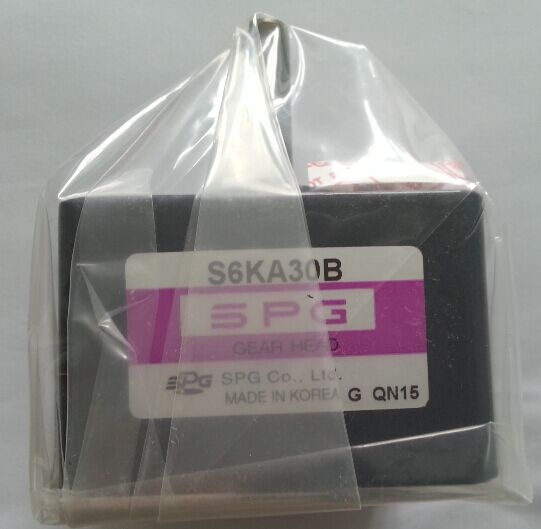 S6KA30B
SPG
GEAR HEAD
SPG SPG Co., Ltd.
MADE IN KOREA G QN15